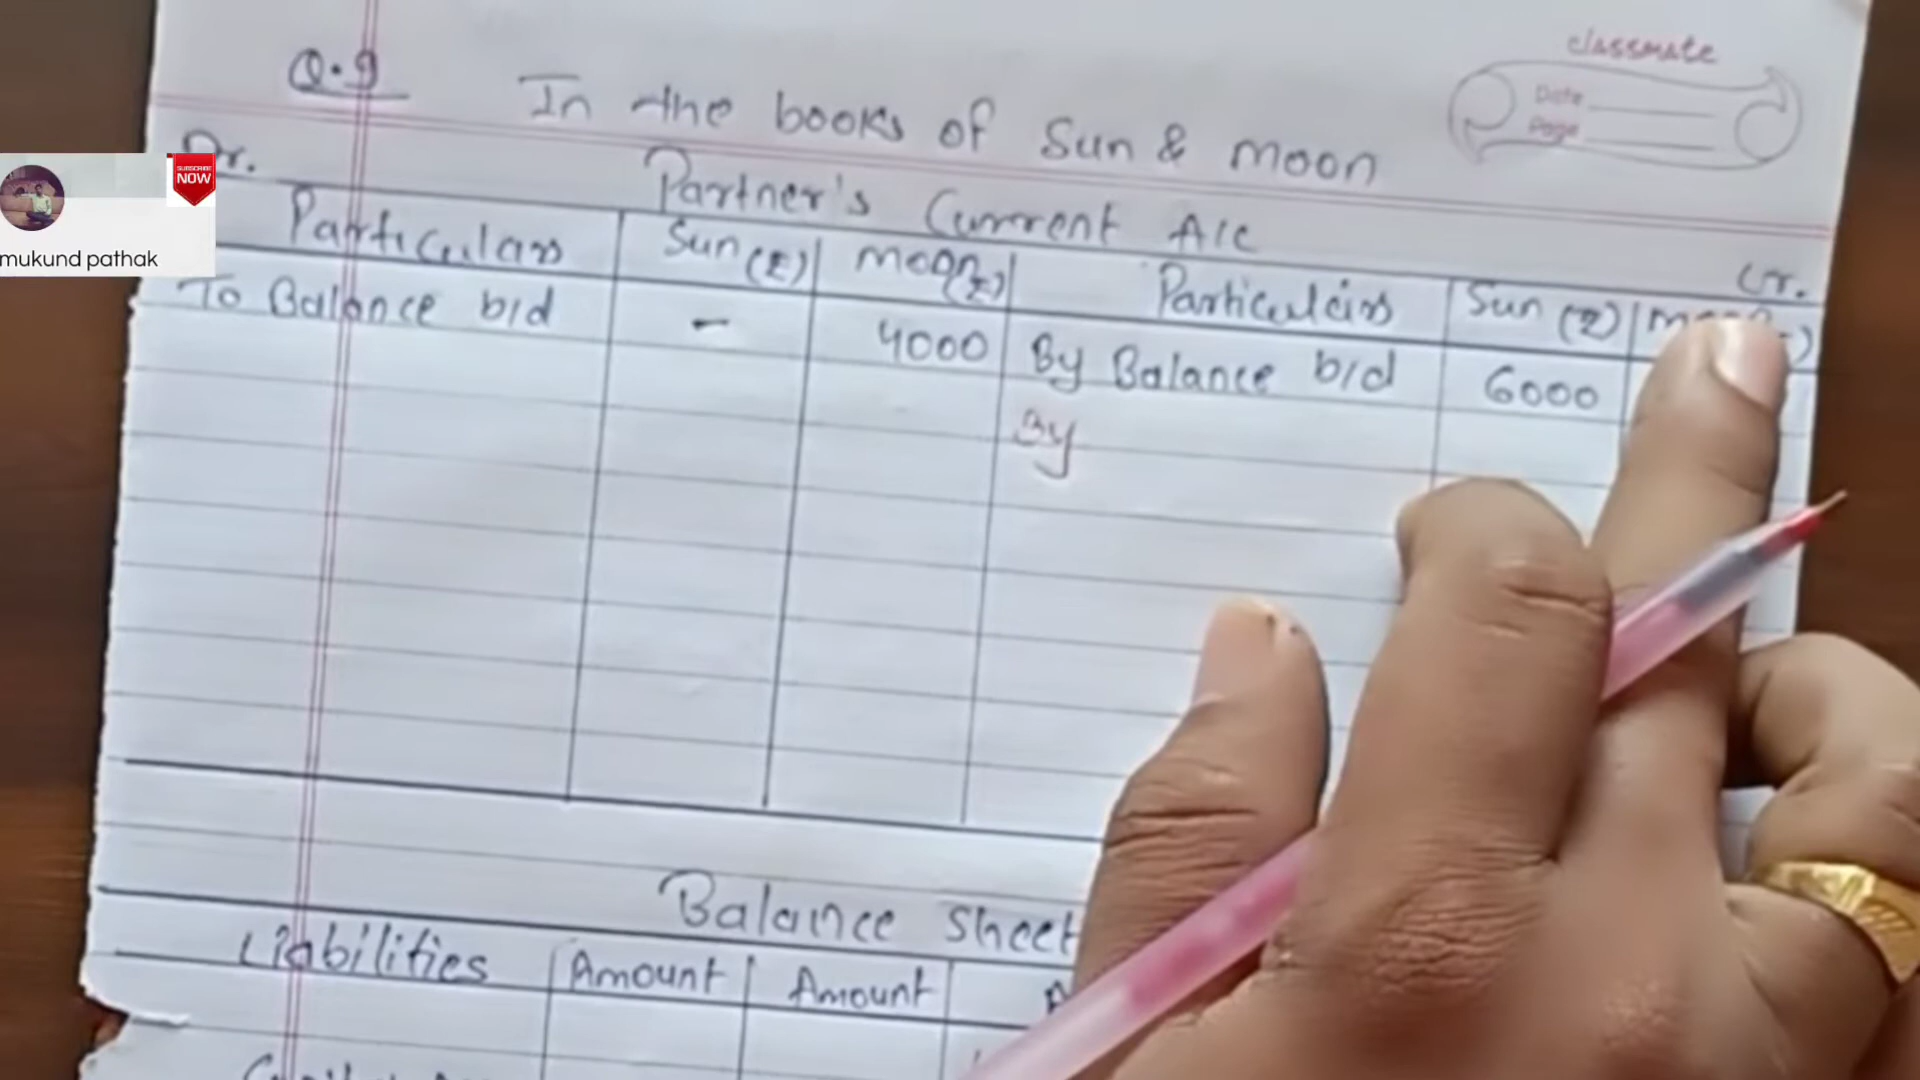 Q.9
In the books of Sun & Moon
classmate
Date
Page
Dr.
Partner's Current A/c
Cr.
SUBSCRIBE NOW
mukund pathak
Particulars Sun (₹) Moon (₹) Particulars Sun (₹)
To Balance b/d - 4000 By Balance b/d 6000
By
Balance Sheet
Liabilities Amount Amount